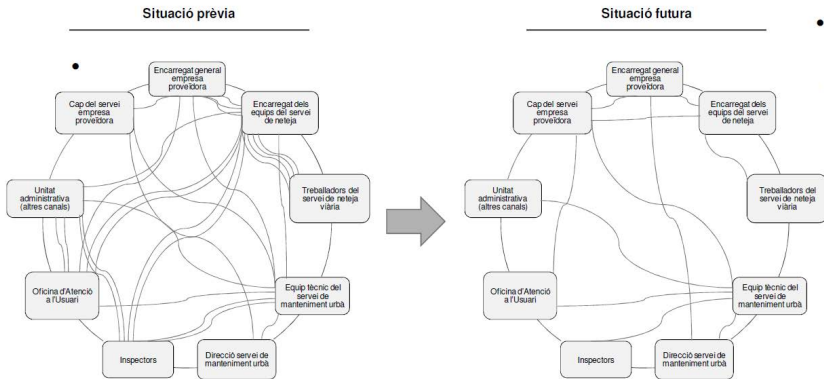 Situació prèvia
Encarregat general
empresa
proveïdora
Cap del servei
empresa
proveïdora
Encarregat dels
equips del servei
de neteja
Unitat
administrativa
(altres canals)
Treballadors del
servei de neteja
viària
Oficina d'Atenció
a l'Usuari
Equip tècnic del
servei de
manteniment urbà
Inspectors
Direcció servei de
manteniment urbà
Situació futura
Encarregat general
empresa
proveïdora
Cap del servei
empresa
proveïdora
Encarregat dels
equips del servei
de neteja
Unitat
administrativa
(altres canals)
Treballadors del
servei de neteja
viària
Oficina d'Atenció
a l'Usuari
Equip tècnic del
servei de
manteniment urbà
Inspectors
Direcció servei de
manteniment urbà